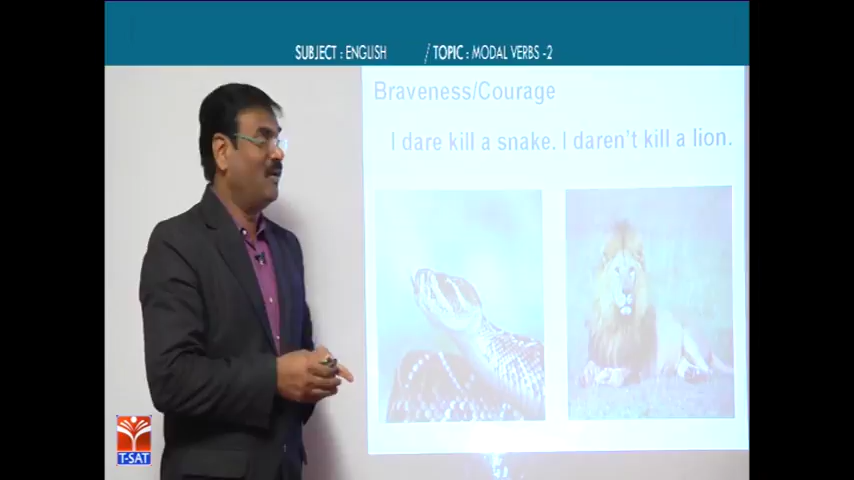 SUBJECT : ENGLISH / TOPIC : MODAL VERBS -2
Braveness/Courage
I dare kill a snake. I daren't kill a lion.
T-SAT